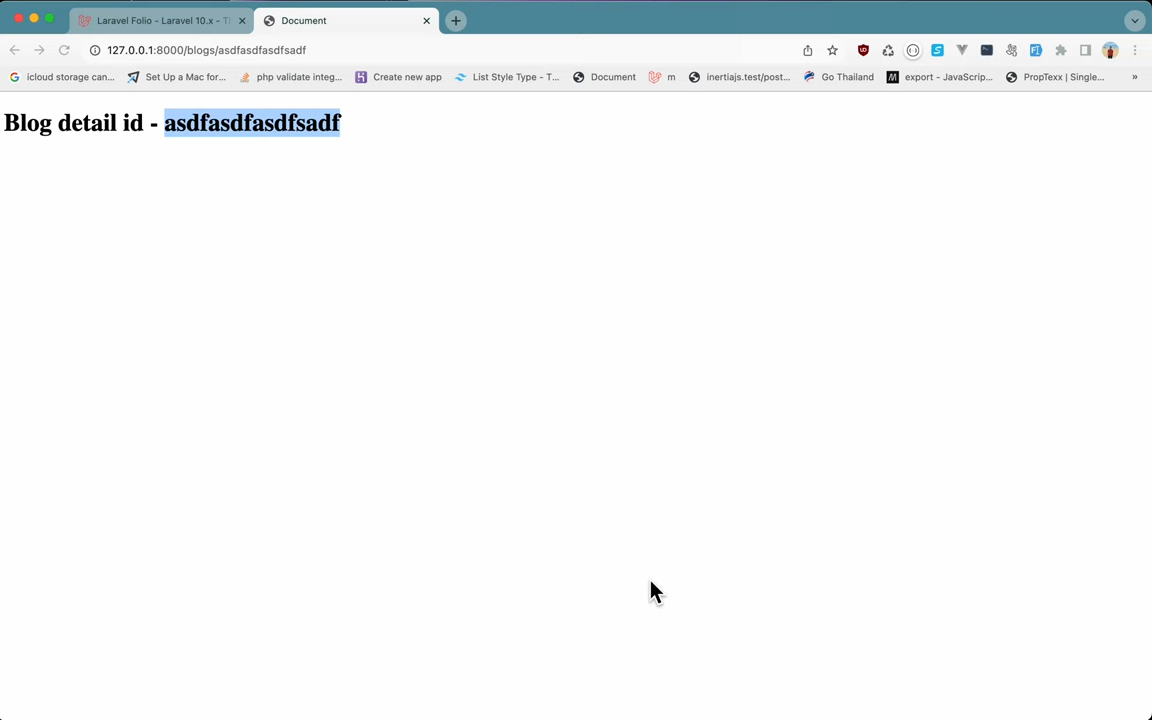 Laravel Folio - Laravel 10.x - T
Document
127.0.0.1:8000/blogs/asdfasdfasdfsadf
icloud storage can... Set Up a Mac for... php validate integ... Create new app List Style Type - T... Document m inertiajs.test/post... Go Thailand export - JavaScrip... PropTexx | Single... »
Blog detail id - asdfasdfasdfsadf